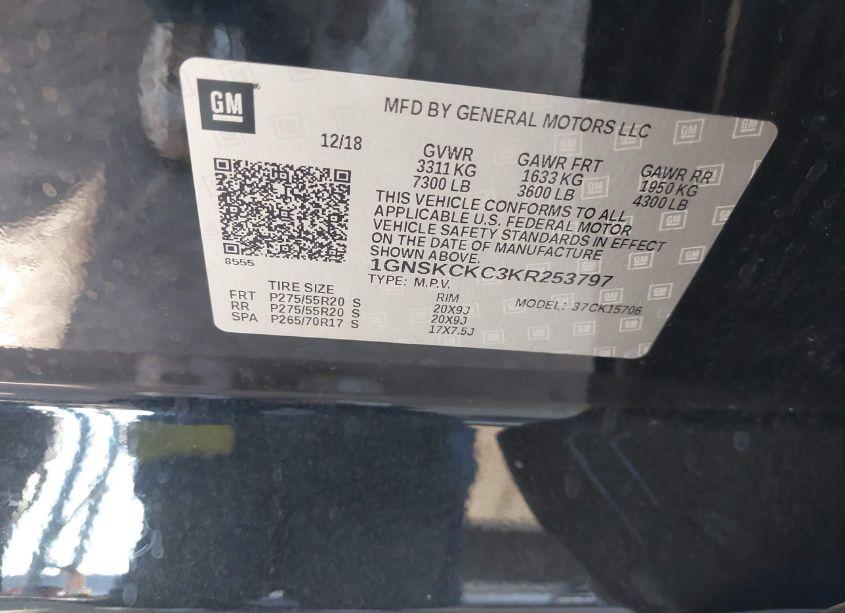 GM
MFD BY GENERAL MOTORS LLC
12/18
GVWR GAWR FRT GAWR RR
3311 KG 1633 KG 1950 KG
7300 LB 3600 LB 4300 LB
THIS VEHICLE CONFORMS TO ALL
APPLICABLE U.S. FEDERAL MOTOR
VEHICLE SAFETY STANDARDS IN EFFECT
ON THE DATE OF MANUFACTURE
SHOWN ABOVE.
8555
1GNSKCKC3KR253797
TYPE: M.P.V.
TIRE SIZE RIM MODEL: 37CK15706
FRT P275/55R20 S 20X9J
RR P275/55R20 S 20X9J
SPA P265/70R17 S 17X7.5J